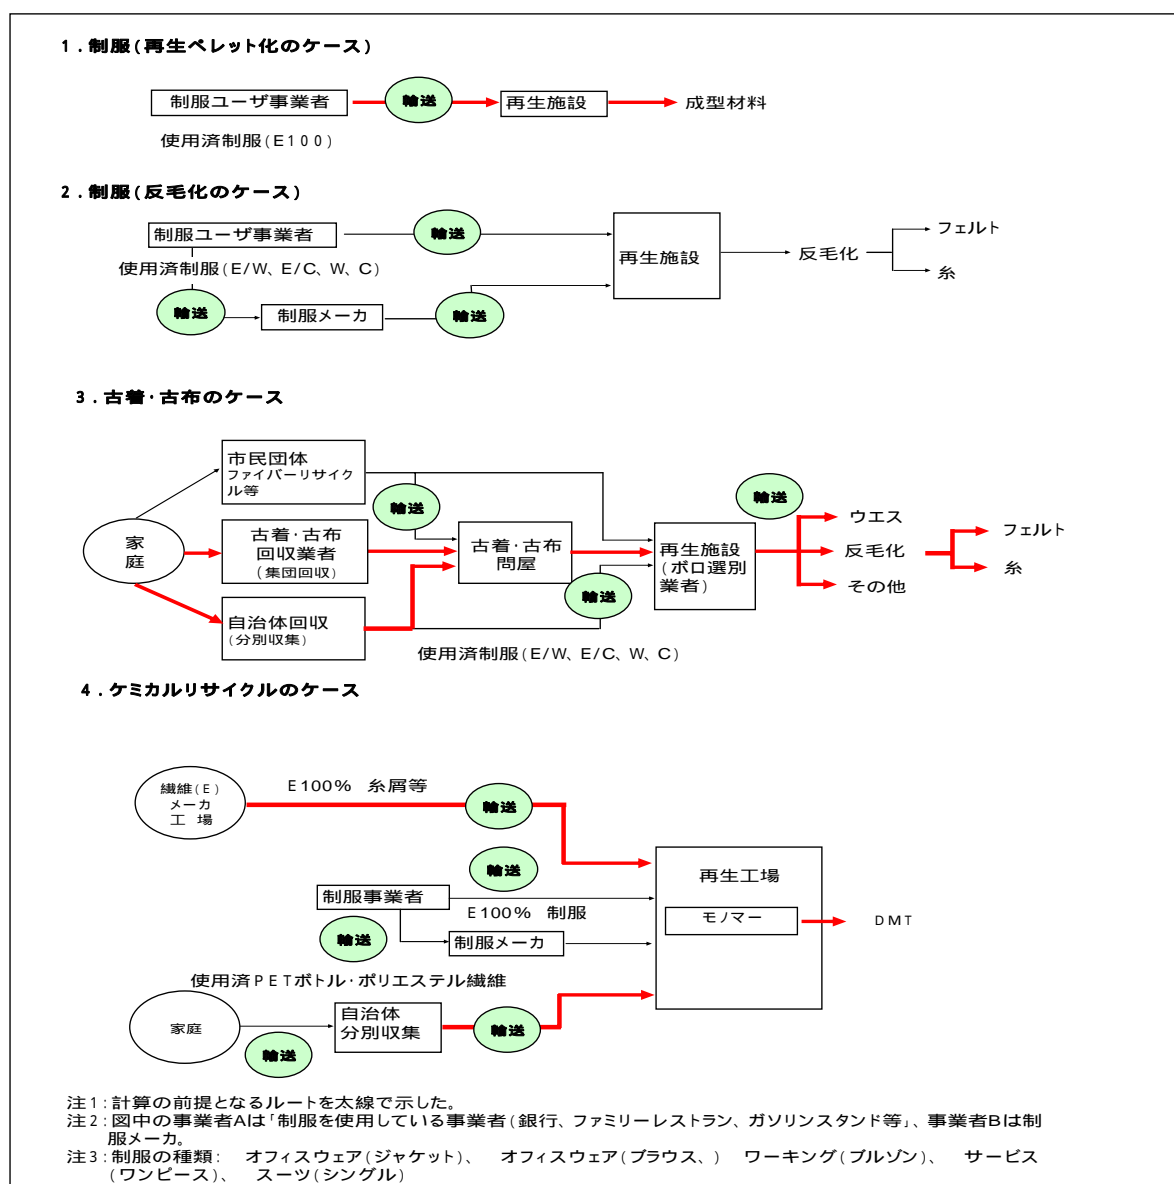 1．制服(再生ペレット化のケース)
制服ユーザ事業者
輸送
再生施設
成型材料
使用済制服(E100)
2．制服(反毛化のケース)
制服ユーザ事業者
輸送
再生施設
反毛化
フェルト
糸
使用済制服(E/W、E/C、W、C)
輸送
制服メーカ
輸送
3．古着・古布のケース
市民団体
ファイバーリサイク
ル等
輸送
輸送
家
庭
古着・古布
回収業者
(集団回収)
古着・古布
問屋
再生施設
(ボロ選別
業者)
ウエス
反毛化
その他
フェルト
糸
自治体回収
(分別収集)
輸送
使用済制服(E/W、E/C、W、C)
4．ケミカルリサイクルのケース
繊維(E)
メーカ
工 場
E100% 糸屑等
輸送
輸送
再生工場
制服事業者
E100% 制服
モノマー
DMT
輸送
制服メーカ
使用済PETボトル・ポリエステル繊維
家庭
自治体
分別収集
輸送
輸送
注1:計算の前提となるルートを太線で示した。
注2:図中の事業者Aは「制服を使用している事業者(銀行、ファミリーレストラン、ガソリンスタンド等」、事業者Bは制
服メーカ。
注3:制服の種類: オフィスウェア(ジャケット)、 オフィスウェア(ブラウス、) ワーキング(ブルゾン)、 サービス
(ワンピース)、 スーツ(シングル)